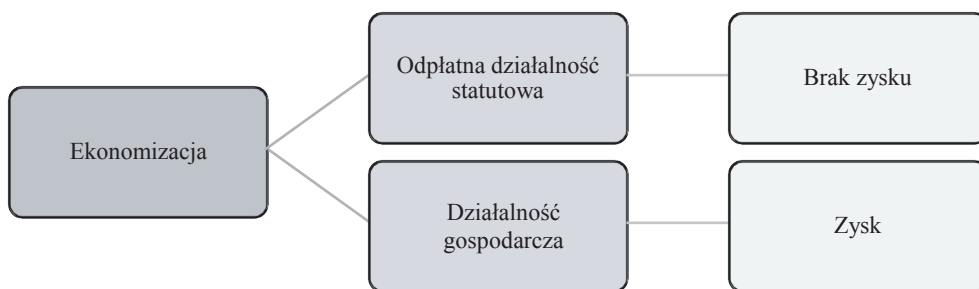 Ekonomizacja
Odpłatna działalność
statutowa
Brak zysku
Działalność
gospodarcza
Zysk